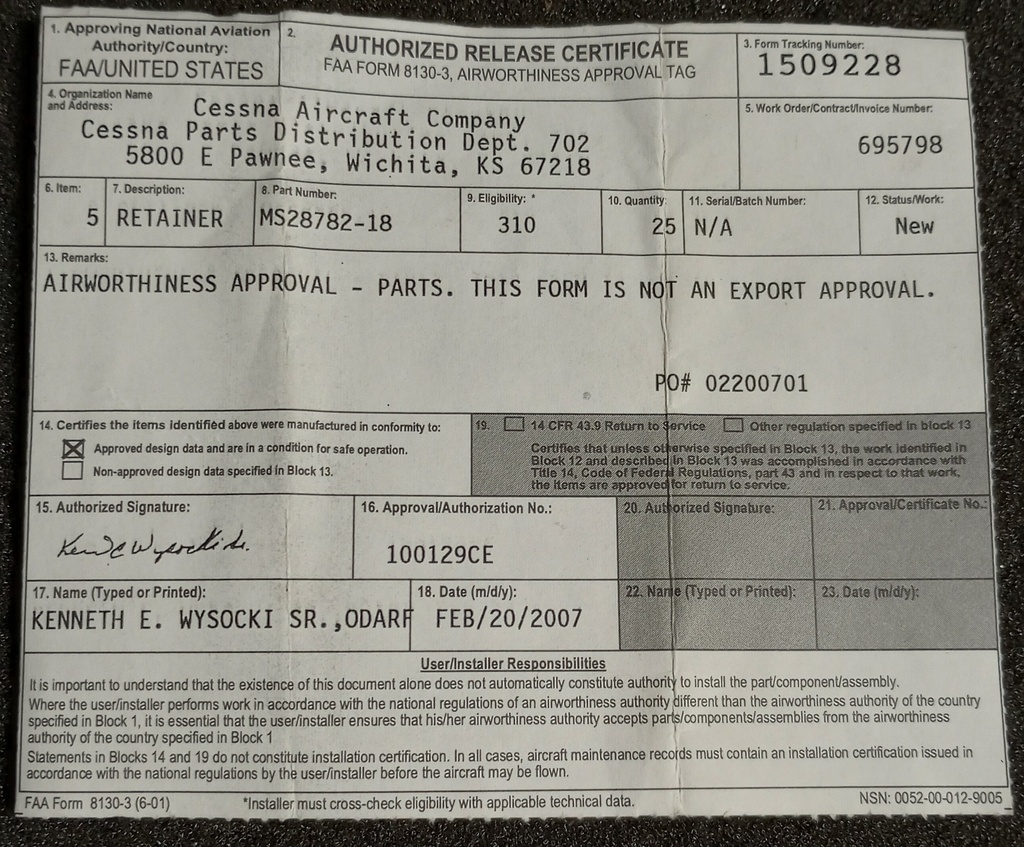 1. Approving National Aviation
Authority/Country:
FAA/UNITED STATES
2.
AUTHORIZED RELEASE CERTIFICATE
FAA FORM 8130-3, AIRWORTHINESS APPROVAL TAG
3. Form Tracking Number:
1509228
4. Organization Name
and Address:
Cessna Aircraft Company
Cessna Parts Distribution Dept. 702
5800 E Pawnee, Wichita, KS 67218
5. Work Order/Contract/Invoice Number:
695798
6. Item:
5
7. Description:
RETAINER
8. Part Number:
MS28782-18
9. Eligibility: *
310
10. Quantity:
25
11. Serial/Batch Number:
N/A
12. Status/Work:
New
13. Remarks:
AIRWORTHINESS APPROVAL - PARTS. THIS FORM IS NOT AN EXPORT APPROVAL.
PO# 02200701
14. Certifies the items identified above were manufactured in conformity to:
Approved design data and are in a condition for safe operation.
Non-approved design data specified in Block 13.
19. 14 CFR 43.9 Return to Service Other regulation specified in block 13
Certifies that unless otherwise specified in Block 13, the work identified in
Block 12 and described in Block 13 was accomplished in accordance with
Title 14, Code of Federal Regulations, part 43 and in respect to that work,
the items are approved for return to service.
15. Authorized Signature:
16. Approval/Authorization No.:
100129CE
20. Authorized Signature:
21. Approval/Certificate No.:
17. Name (Typed or Printed):
KENNETH E. WYSOCKI SR.,ODARF
18. Date (m/d/y):
FEB/20/2007
22. Name (Typed or Printed):
23. Date (m/d/y):
User/Installer Responsibilities
It is important to understand that the existence of this document alone does not automatically constitute authority to install the part/component/assembly.
Where the user/installer performs work in accordance with the national regulations of an airworthiness authority different than the airworthiness authority of the country
specified in Block 1, it is essential that the user/installer ensures that his/her airworthiness authority accepts parts/components/assemblies from the airworthiness
authority of the country specified in Block 1
Statements in Blocks 14 and 19 do not constitute installation certification. In all cases, aircraft maintenance records must contain an installation certification issued in
accordance with the national regulations by the user/installer before the aircraft may be flown.
FAA Form 8130-3 (6-01)
*Installer must cross-check eligibility with applicable technical data.
NSN: 0052-00-012-9005